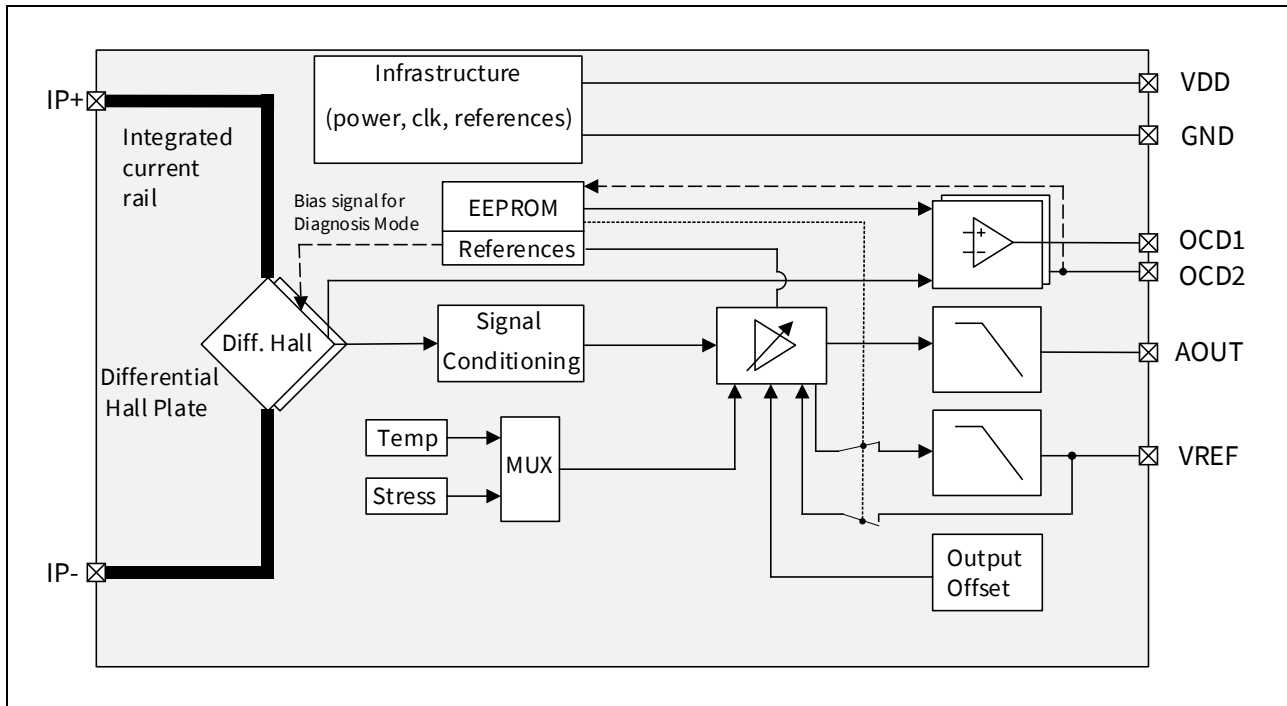 Infrastructure
(power, clk, references)
VDD
GND
IP+
Integrated
current
rail
Bias signal for
Diagnosis Mode
EEPROM
References
+
-
OCD1
OCD2
Diff. Hall
Signal
Conditioning
AOUT
Differential
Hall Plate
Temp
Stress
MUX
VREF
IP-
Output
Offset